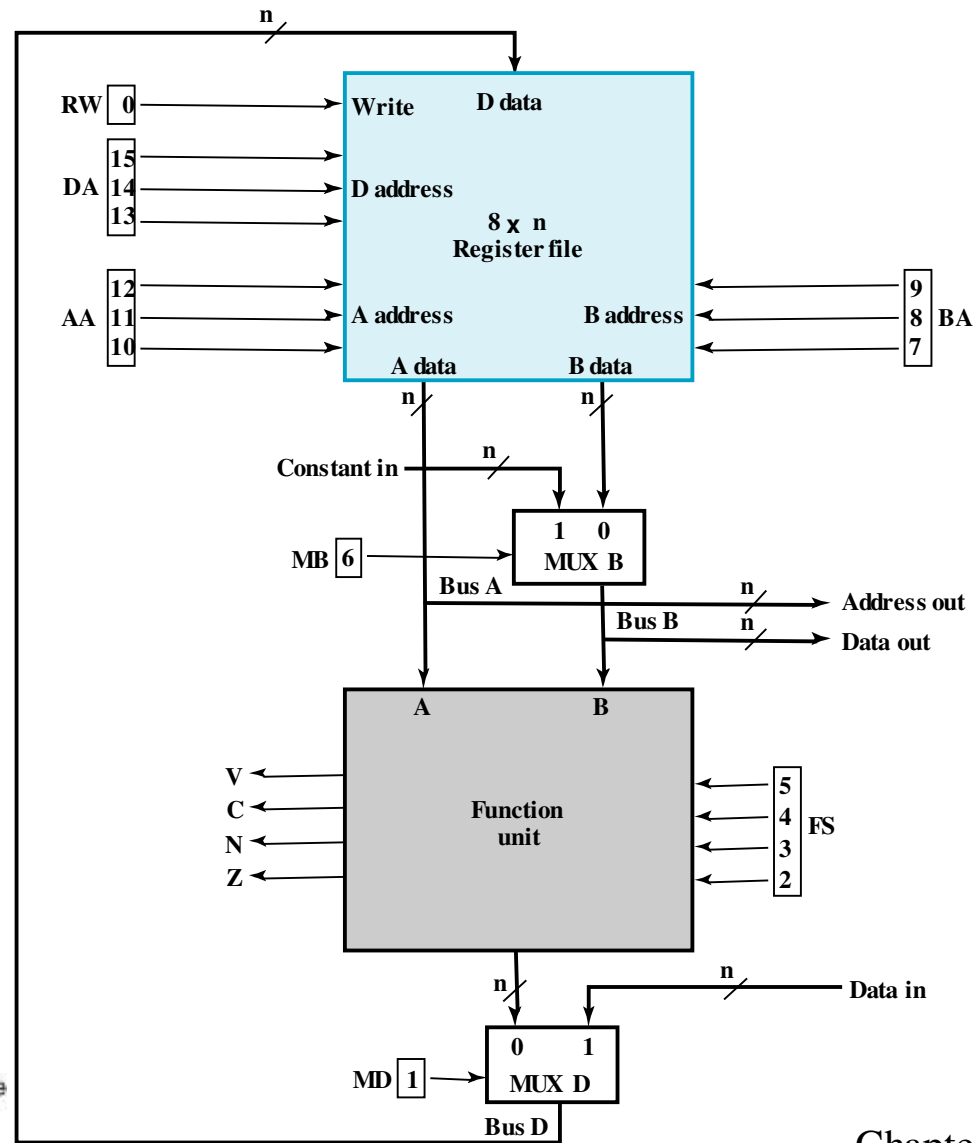 n
RW 0 Write D data
15
DA 14 D address
13
8 x n
Register file
12 9
AA 11 A address B address 8 BA
10 7
A data B data
n n
Constant in n
1 0
MB 6 MUX B
Bus A n Address out
Bus B n Data out
A B
V 5
C Function 4 FS
N unit 3
Z 2
n n Data in
0 1
MD 1 MUX D
Bus D